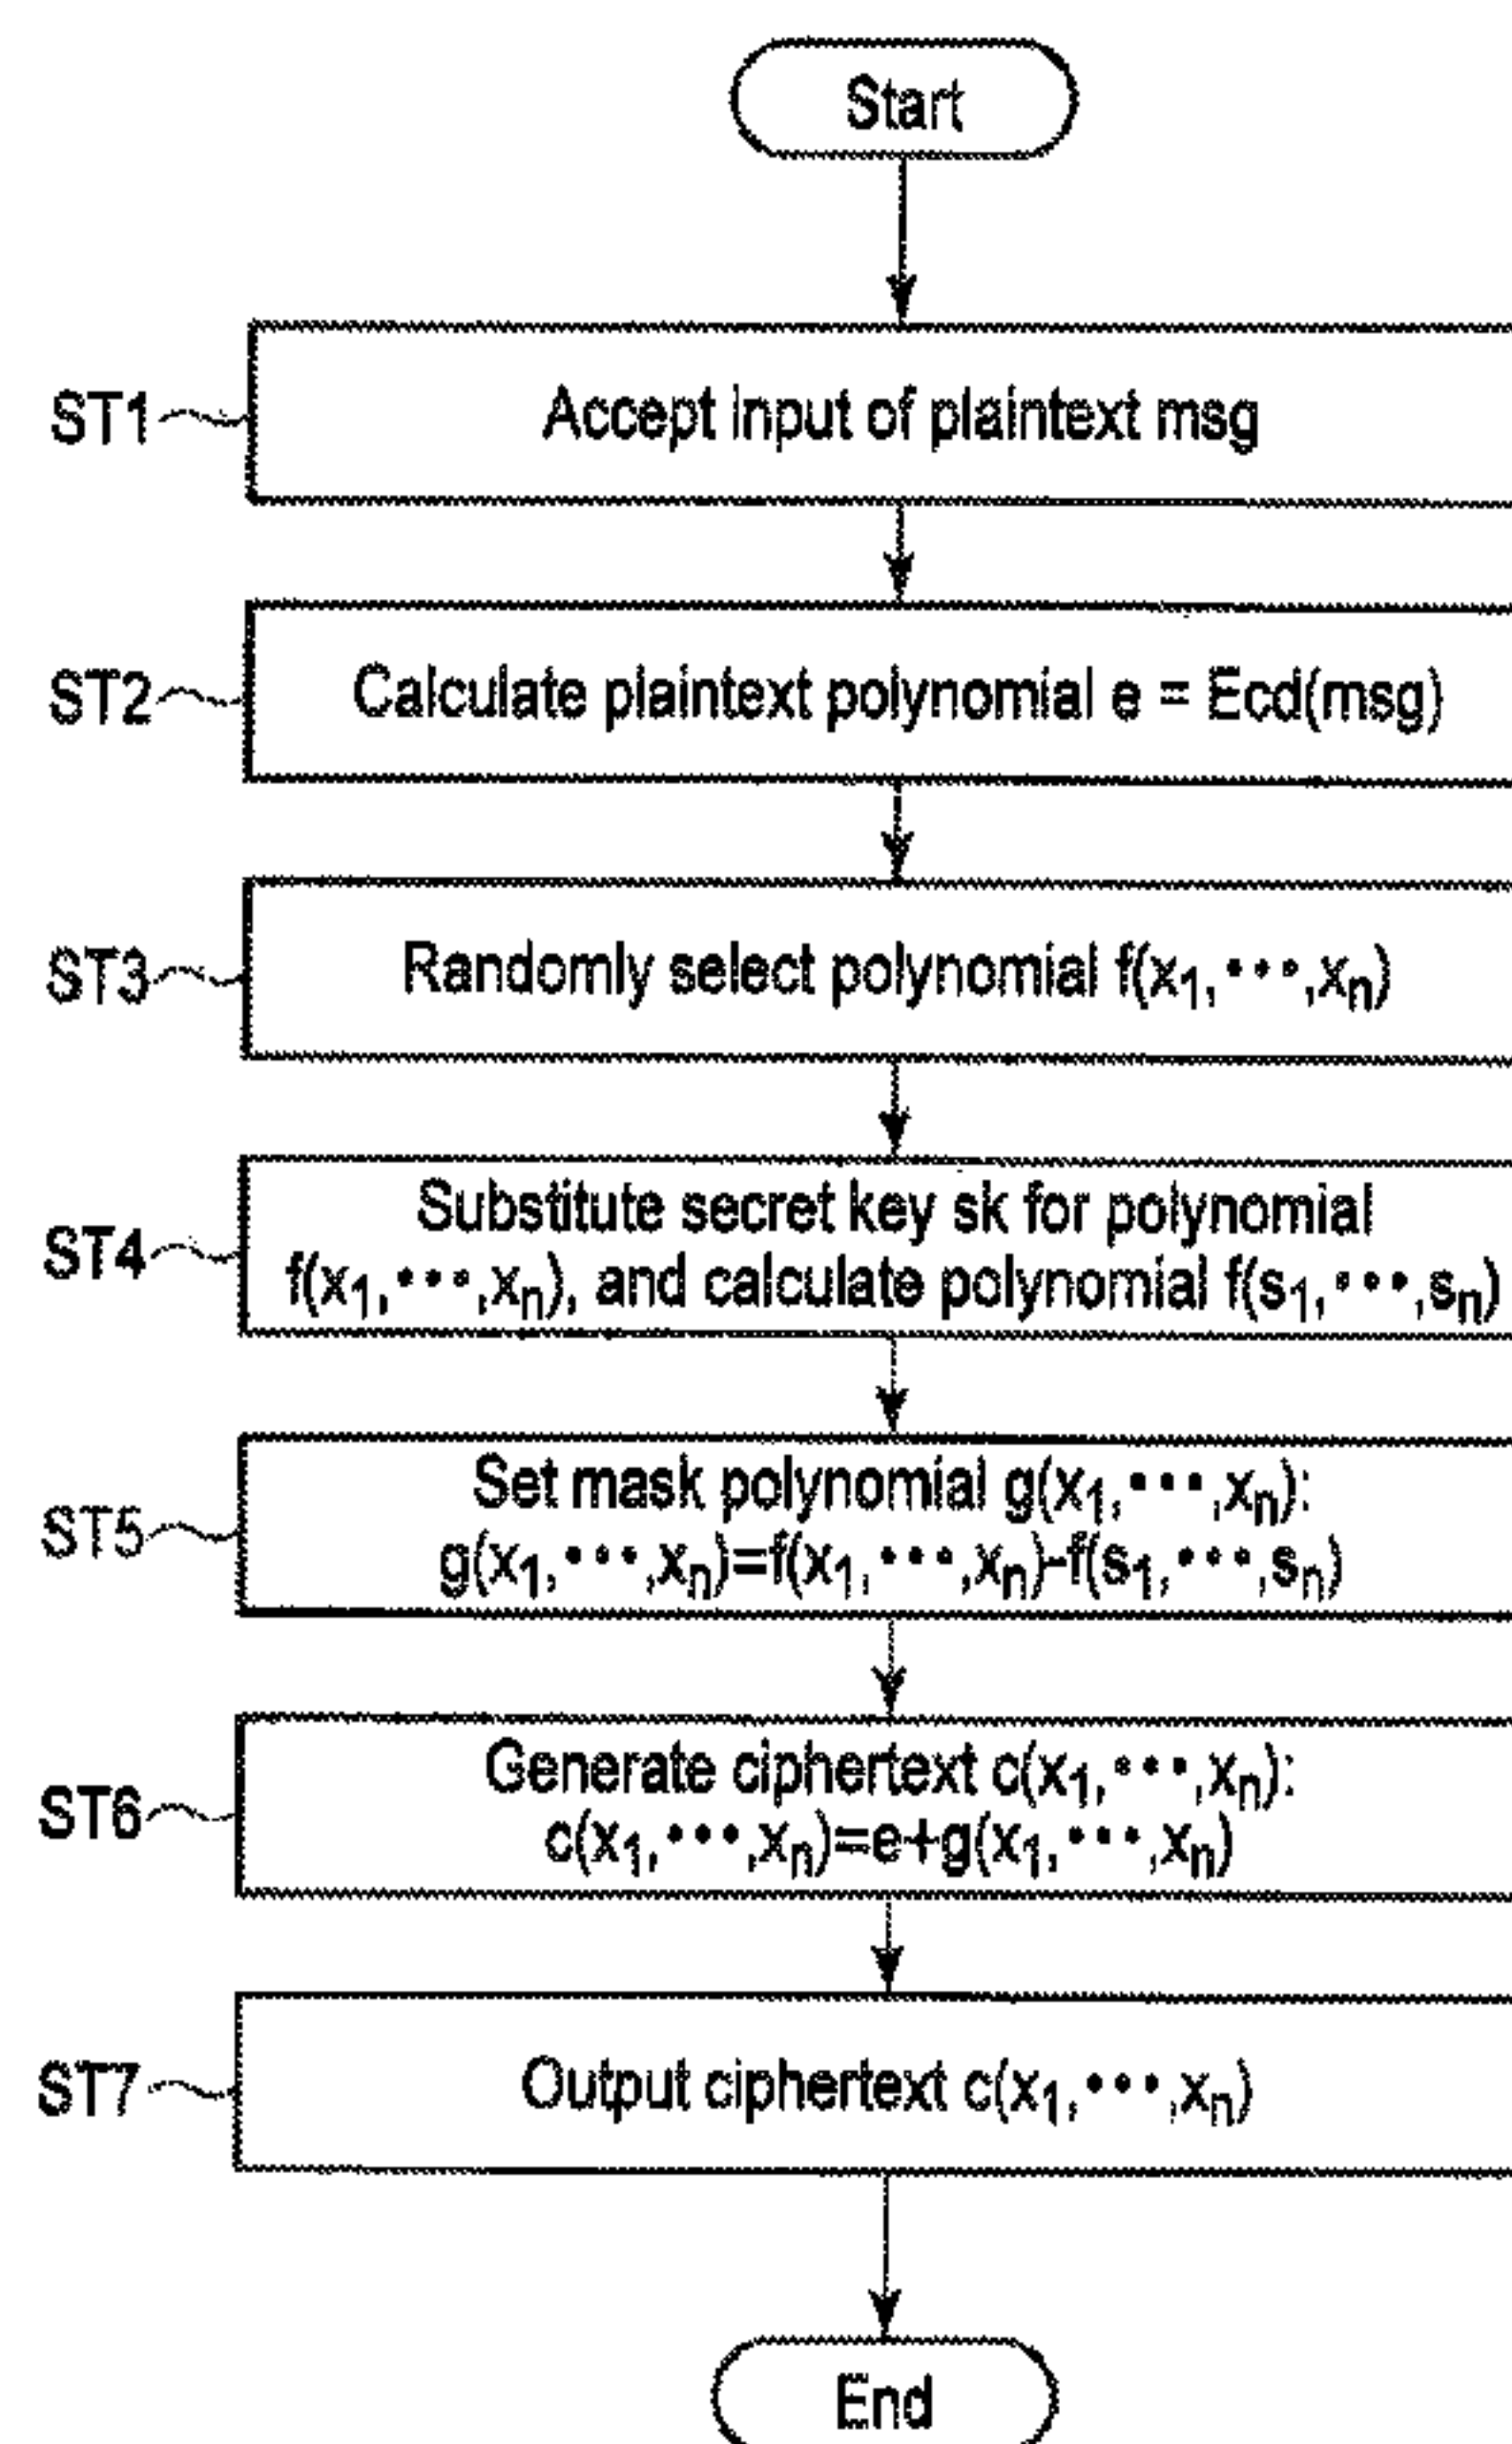 Start
ST1
Accept input of plaintext msg
ST2
Calculate plaintext polynomial e = Ecd(msg)
ST3
Randomly select polynomial f(x₁,•••,xₙ)
ST4
Substitute secret key sk for polynomial
f(x₁,•••,xₙ), and calculate polynomial f(s₁,•••,sₙ)
ST5
Set mask polynomial g(x₁,•••,xₙ):
g(x₁,•••,xₙ)=f(x₁,•••,xₙ)-f(s₁,•••,sₙ)
ST6
Generate ciphertext c(x₁,•••,xₙ):
c(x₁,•••,xₙ)=e+g(x₁,•••,xₙ)
ST7
Output ciphertext c(x₁,•••,xₙ)
End